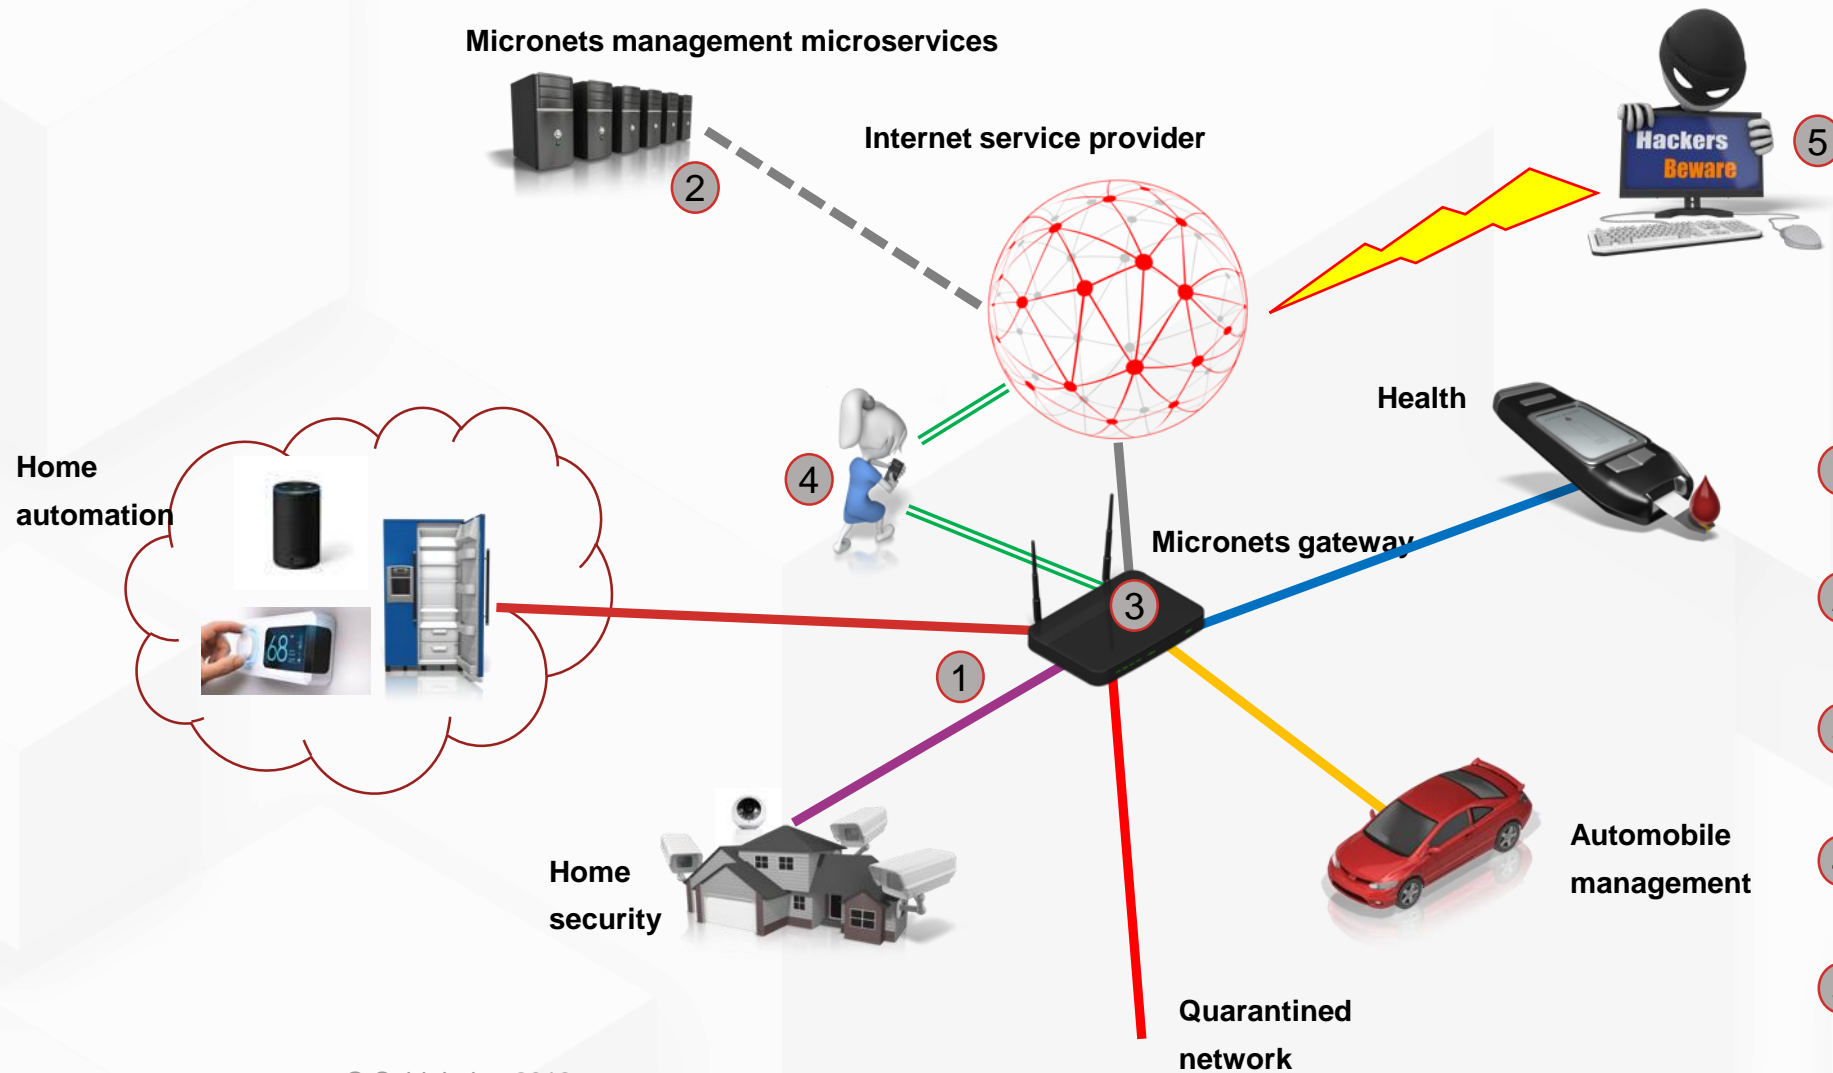 Micronets management microservices
Internet service provider
Hackers
Beware
5
2
Health
Home
automation
4
68
Micronets gateway
3
1
Home
security
Automobile
management
Quarantined
network